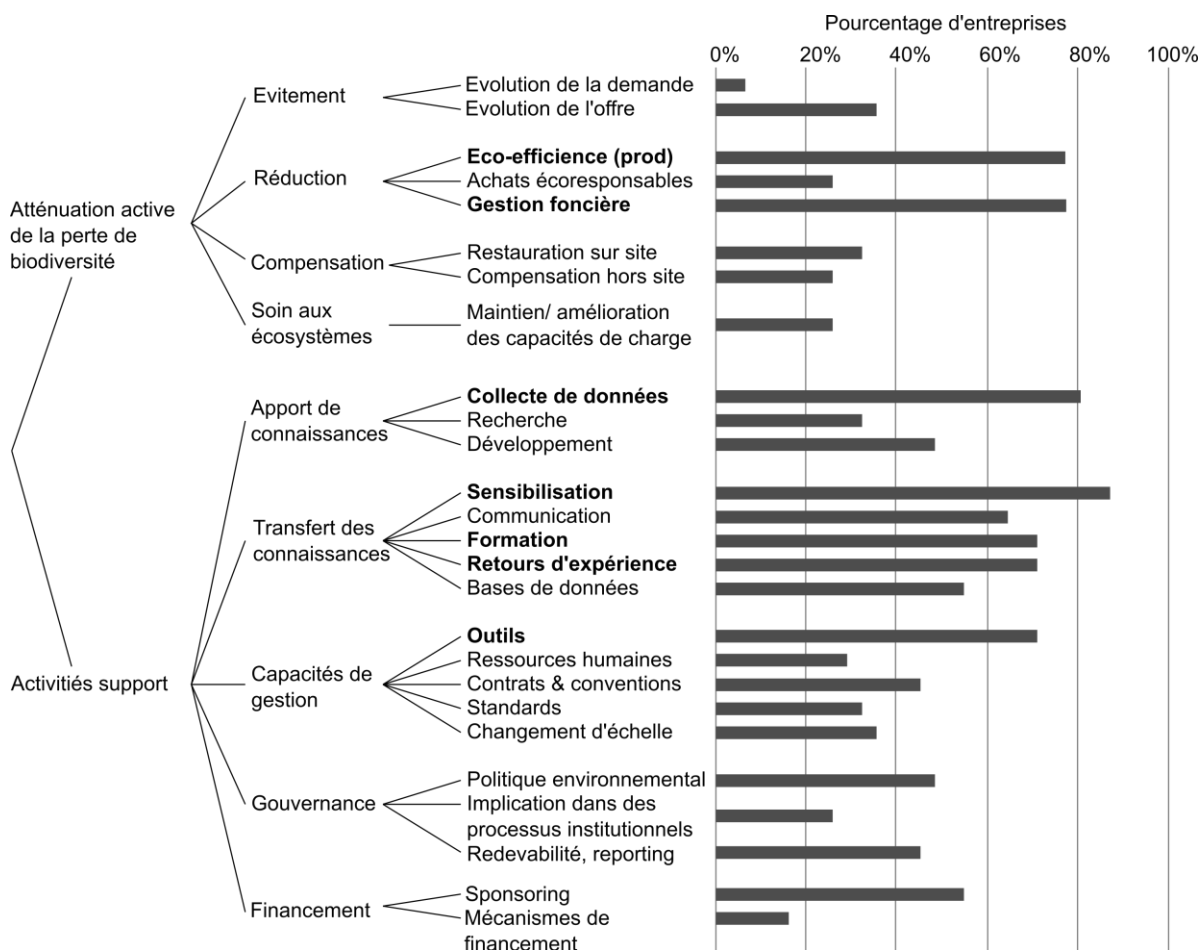 Pourcentage d'entreprises
0% 20% 40% 60% 80% 100%
Atténuation active
de la perte de
biodiversité
Evitement
Evolution de la demande
Evolution de l'offre
Réduction
Eco-efficience (prod)
Achats écoresponsables
Gestion foncière
Compensation
Restauration sur site
Compensation hors site
Soin aux
écosystèmes
Maintien/ amélioration
des capacités de charge
Activitiés support
Apport de
connaissances
Collecte de données
Recherche
Développement
Transfert des
connaissances
Sensibilisation
Communication
Formation
Retours d'expérience
Bases de données
Capacités de
gestion
Outils
Ressources humaines
Contrats & conventions
Standards
Changement d'échelle
Gouvernance
Politique environnemental
Implication dans des
processus institutionnels
Redevabilité, reporting
Financement
Sponsoring
Mécanismes de
financement